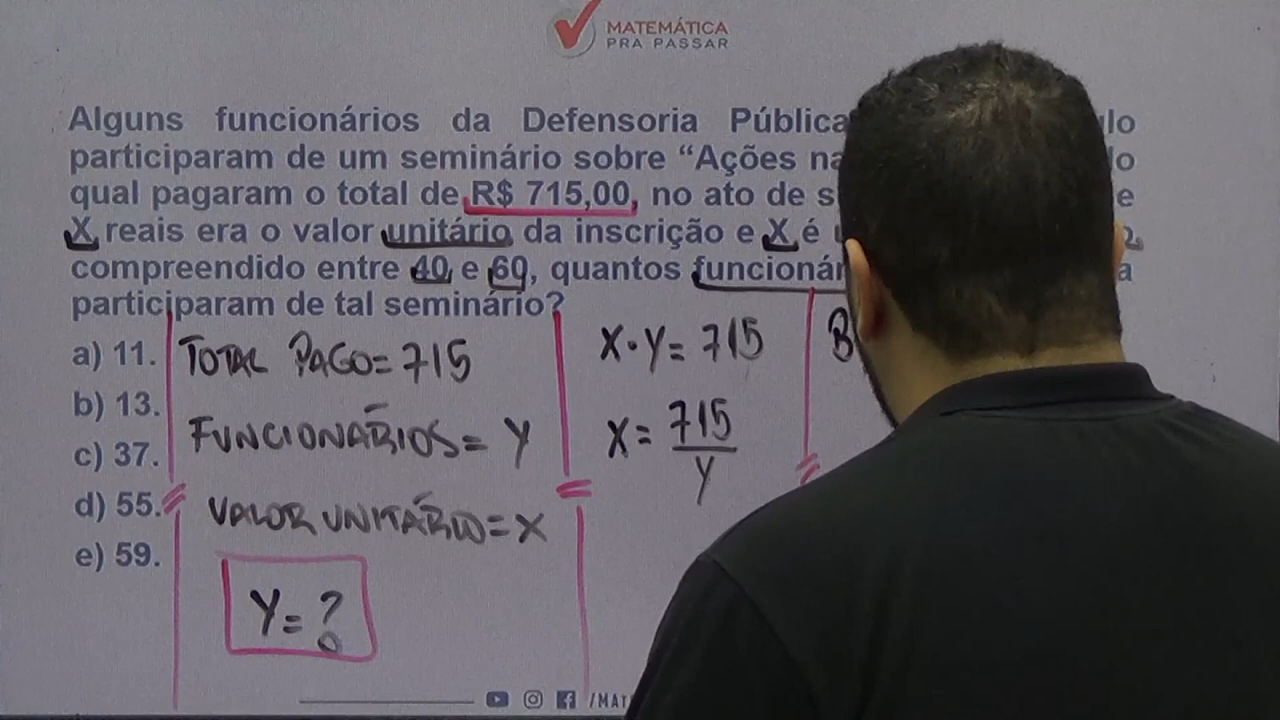 MATEMÁTICA
PRA PASSAR
Alguns funcionários da Defensoria Pública lo
participaram de um seminário sobre “Ações na
qual pagaram o total de R$ 715,00, no ato de s e
X reais era o valor unitário da inscrição e X é
compreendido entre 40 e 60, quantos funcionár a
participaram de tal seminário?
a) 11.
b) 13.
c) 37.
d) 55.
e) 59.
TOTAL PAGO = 715
FUNCIONÁRIOS = Y
VALOR UNITÁRIO = X
Y = ?
X · Y = 715
X = 715
Y
B
/MAT